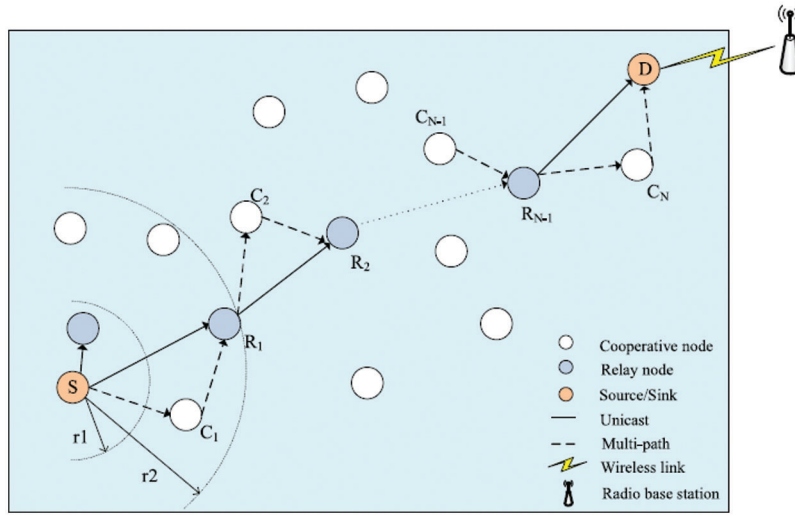 D
C_{N-1}
C_N
R_{N-1}
C_2
R_2
R_1
S
C_1
r1
r2
Cooperative node
Relay node
Source/Sink
Unicast
Multi-path
Wireless link
Radio base station